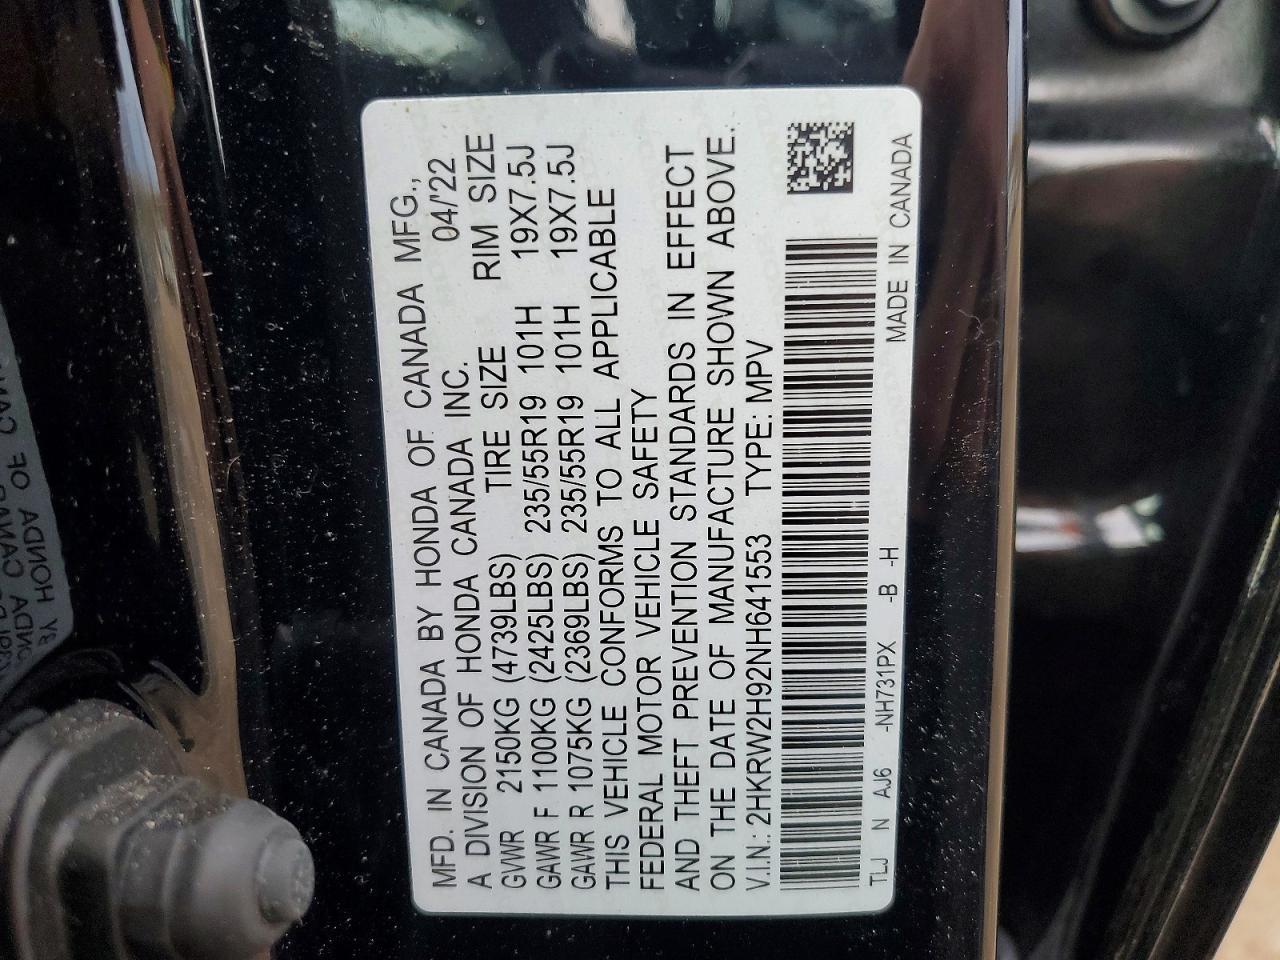 MFD. IN CANADA BY HONDA OF CANADA MFG.,
A DIVISION OF HONDA CANADA INC. 04/'22
GVWR 2150KG (4739LBS) TIRE SIZE RIM SIZE
GAWR F 1100KG (2425LBS) 235/55R19 101H 19X7.5J
GAWR R 1075KG (2369LBS) 235/55R19 101H 19X7.5J
THIS VEHICLE CONFORMS TO ALL APPLICABLE
FEDERAL MOTOR VEHICLE SAFETY
AND THEFT PREVENTION STANDARDS IN EFFECT
ON THE DATE OF MANUFACTURE SHOWN ABOVE.
V.I.N.: 2HKRW2H92NH641553 TYPE: MPV
TLJ N AJ6 -NH731PX -B -H MADE IN CANADA